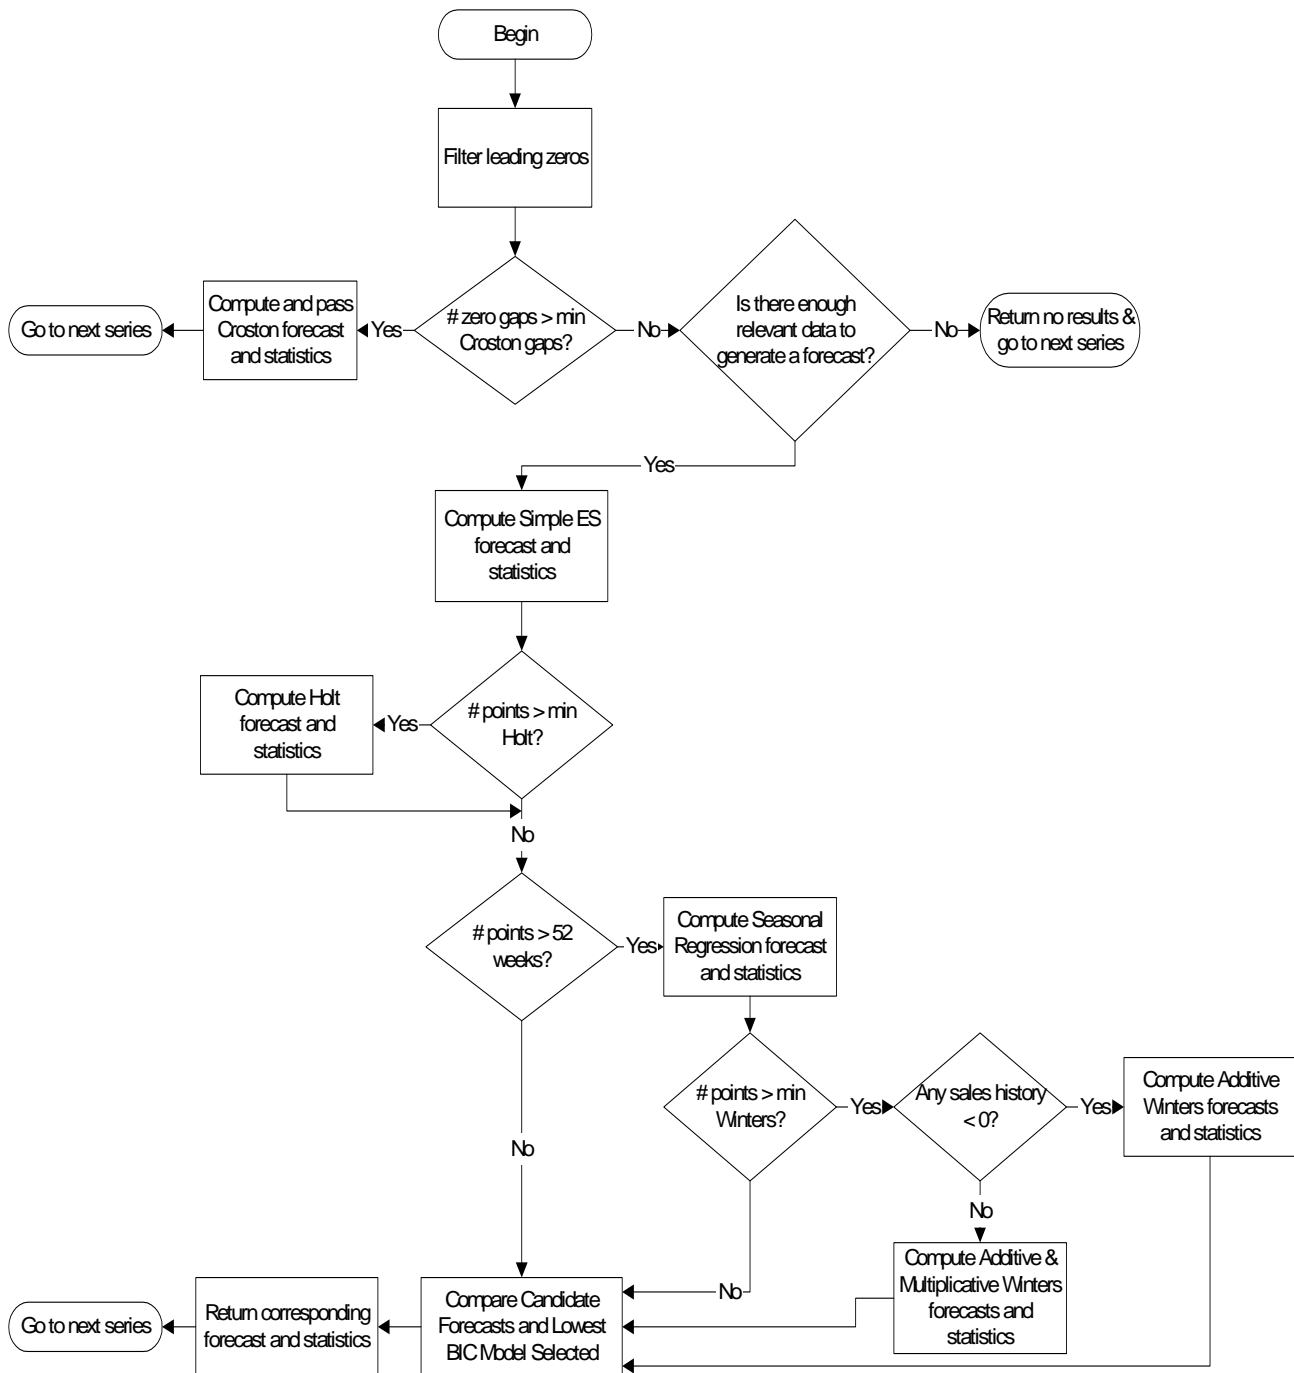 Begin
Filter leading zeros
# zero gaps > min
Croston gaps?
Yes
Compute and pass
Croston forecast
and statistics
Go to next series
No
Is there enough
relevant data to
generate a forecast?
No
Return no results &
go to next series
Yes
Compute Simple ES
forecast and
statistics
# points > min
Holt?
Yes
Compute Holt
forecast and
statistics
No
# points > 52
weeks?
Yes
Compute Seasonal
Regression forecast
and statistics
# points > min
Winters?
Yes
Any sales history
< 0?
Yes
Compute Additive
Winters forecasts
and statistics
No
No
Compute Additive &
Multiplicative Winters
forecasts and
statistics
No
Compare Candidate
Forecasts and Lowest
BIC Model Selected
Return corresponding
forecast and statistics
Go to next series